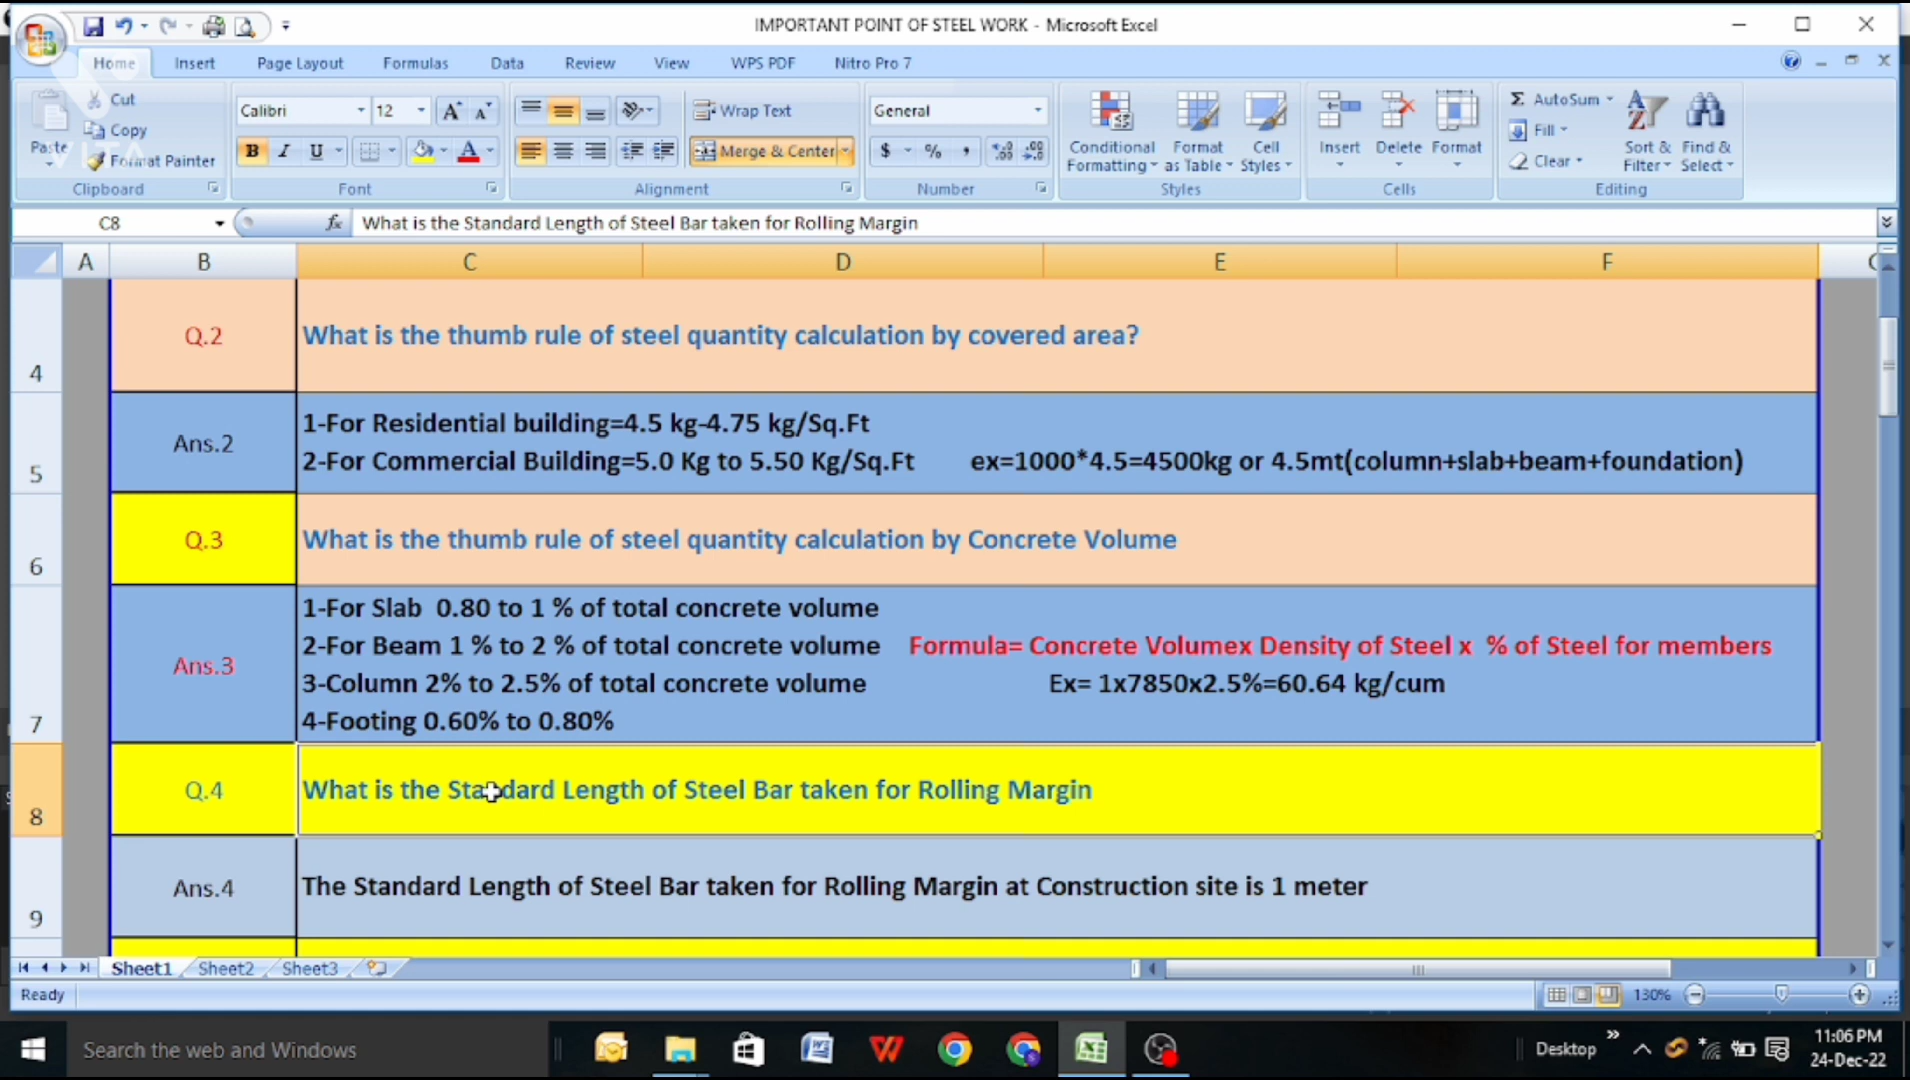 IMPORTANT POINT OF STEEL WORK - Microsoft Excel
Home Insert Page Layout Formulas Data Review View WPS PDF Nitro Pro 7
Cut
Copy
Paste
Format Painter
VITA
Clipboard
Calibri 12
B I U
Font
Wrap Text
Merge & Center
Alignment
General
$ % ,
Number
Conditional Formatting
Format as Table
Cell Styles
Styles
Insert Delete Format
Cells
Σ AutoSum
Fill
Clear
Sort & Filter
Find & Select
Editing
C8 fx What is the Standard Length of Steel Bar taken for Rolling Margin
A B C D E F
4 Q.2 What is the thumb rule of steel quantity calculation by covered area?
5 Ans.2 1-For Residential building=4.5 kg-4.75 kg/Sq.Ft
2-For Commercial Building=5.0 Kg to 5.50 Kg/Sq.Ft ex=1000*4.5=4500kg or 4.5mt(column+slab+beam+foundation)
6 Q.3 What is the thumb rule of steel quantity calculation by Concrete Volume
7 Ans.3 1-For Slab 0.80 to 1 % of total concrete volume
2-For Beam 1 % to 2 % of total concrete volume Formula= Concrete Volumex Density of Steel x % of Steel for members
3-Column 2% to 2.5% of total concrete volume Ex= 1x7850x2.5%=60.64 kg/cum
4-Footing 0.60% to 0.80%
8 Q.4 What is the Standard Length of Steel Bar taken for Rolling Margin
9 Ans.4 The Standard Length of Steel Bar taken for Rolling Margin at Construction site is 1 meter
Sheet1 Sheet2 Sheet3
Ready 130%
Search the web and Windows
Desktop
11:06 PM
24-Dec-22